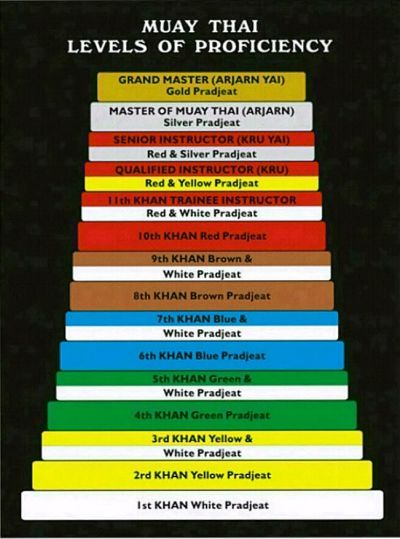 MUAY THAI
LEVELS OF PROFICIENCY
GRAND MASTER (ARJARN YAI)
Gold Pradjeat
MASTER OF MUAY THAI (ARJARN)
Silver Pradjeat
SENIOR INSTRUCTOR (KRU YAI)
Red & Silver Pradjeat
QUALIFIED INSTRUCTOR (KRU)
Red & Yellow Pradjeat
11th KHAN TRAINEE INSTRUCTOR
Red & White Pradjeat
10th KHAN Red Pradjeat
9th KHAN Brown &
White Pradjeat
8th KHAN Brown Pradjeat
7th KHAN Blue &
White Pradjeat
6th KHAN Blue Pradjeat
5th KHAN Green &
White Pradjeat
4th KHAN Green Pradjeat
3rd KHAN Yellow &
White Pradjeat
2rd KHAN Yellow Pradjeat
1st KHAN White Pradjeat